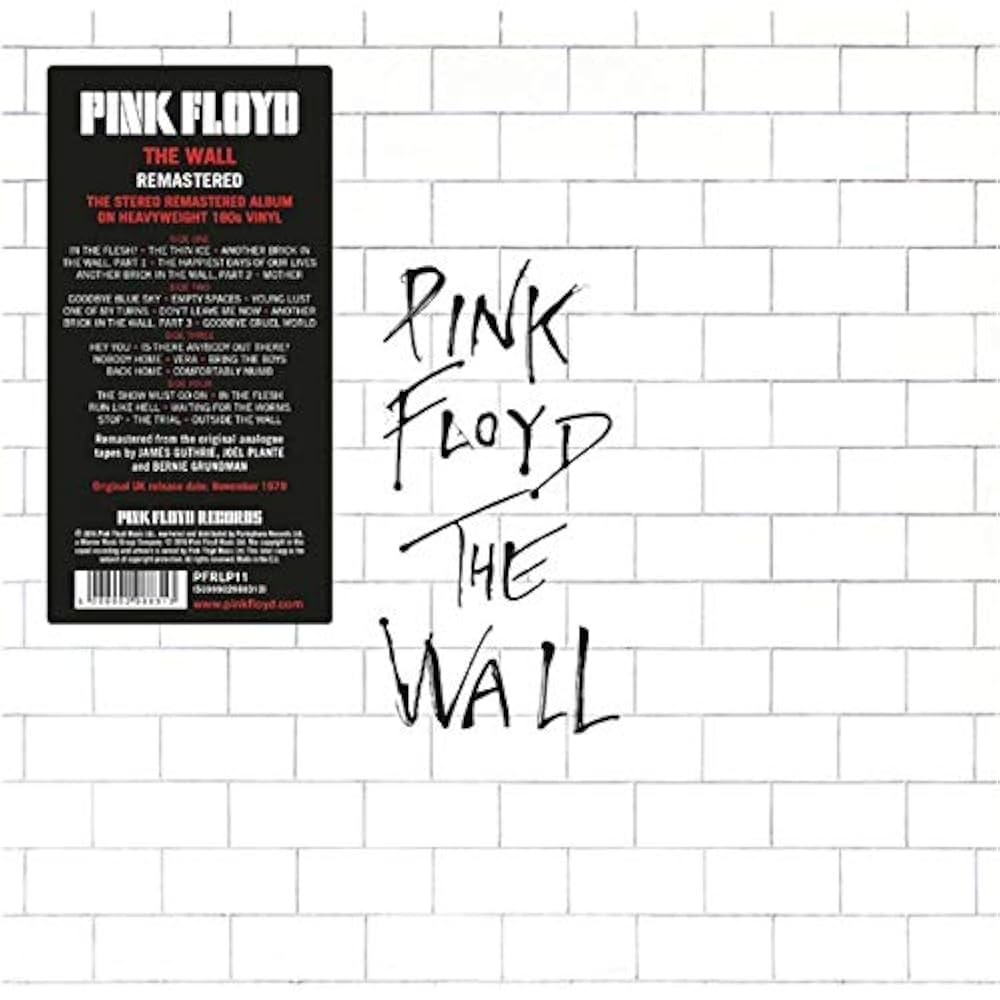 PINK FLOYD
THE WALL
REMASTERED
THE STEREO REMASTERED ALBUM
ON HEAVYWEIGHT 180g VINYL
SIDE ONE
IN THE FLESH? • THE THIN ICE • ANOTHER BRICK IN
THE WALL, PART 1 • THE HAPPIEST DAYS OF OUR LIVES
ANOTHER BRICK IN THE WALL, PART 2 • MOTHER
SIDE TWO
GOODBYE BLUE SKY • EMPTY SPACES • YOUNG LUST
ONE OF MY TURNS • DON'T LEAVE ME NOW • ANOTHER
BRICK IN THE WALL, PART 3 • GOODBYE CRUEL WORLD
SIDE THREE
HEY YOU • IS THERE ANYBODY OUT THERE?
NOBODY HOME • VERA • BRING THE BOYS
BACK HOME • COMFORTABLY NUMB
SIDE FOUR
THE SHOW MUST GO ON • IN THE FLESH
RUN LIKE HELL • WAITING FOR THE WORMS
STOP • THE TRIAL • OUTSIDE THE WALL
Remastered from the original analogue
tapes by JAMES GUTHRIE, JOEL PLANTE
and BERNIE GRUNDMAN
Original UK release date: November 1979
PINK FLOYD RECORDS
PFRLP11
www.pinkfloyd.com
PINK
FLOYD
THE
WALL